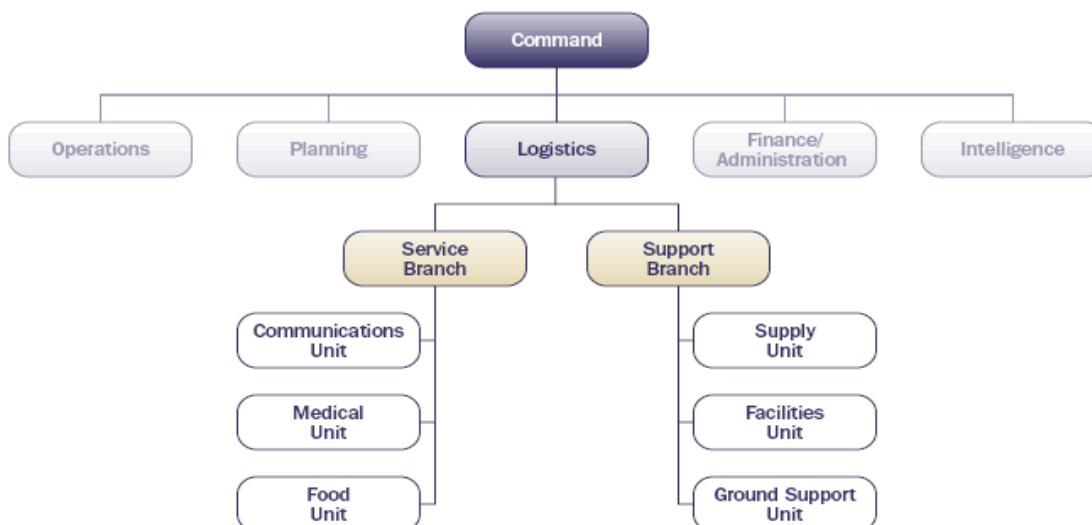 Command
Operations
Planning
Logistics
Finance/
Administration
Intelligence
Service
Branch
Support
Branch
Communications
Unit
Supply
Unit
Medical
Unit
Facilities
Unit
Food
Unit
Ground Support
Unit